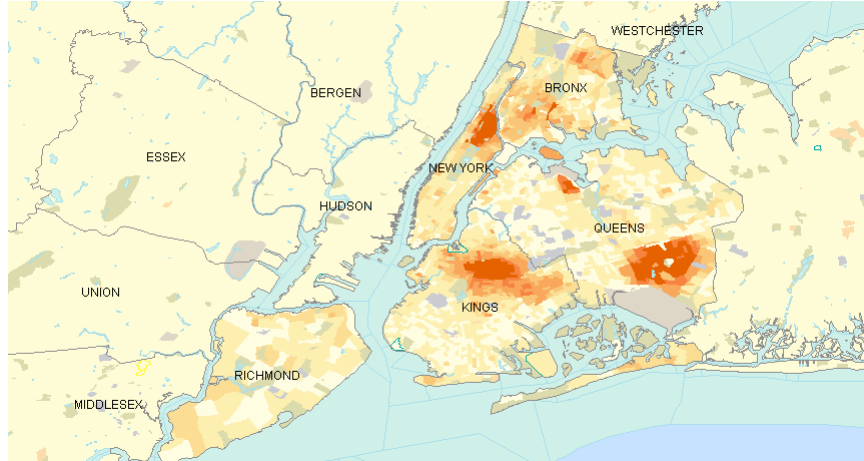 WESTCHESTER
BERGEN
BRONX
ESSEX
NEW YORK
HUDSON
QUEENS
UNION
KINGS
RICHMOND
MIDDLESEX